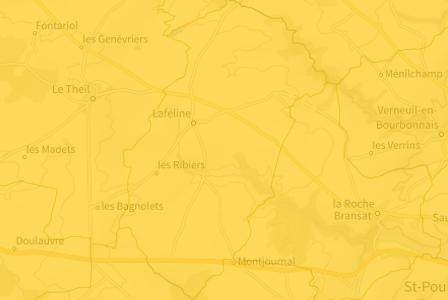 Fontariol
les Genévriers
Ménilchamp
Le Theil
Laféline
Verneuil-en-
Bourbonnais
les Madets
les Verrins
les Ribiers
les Bagnolets
la Roche
Bransat
Doulauvre
Montjournal